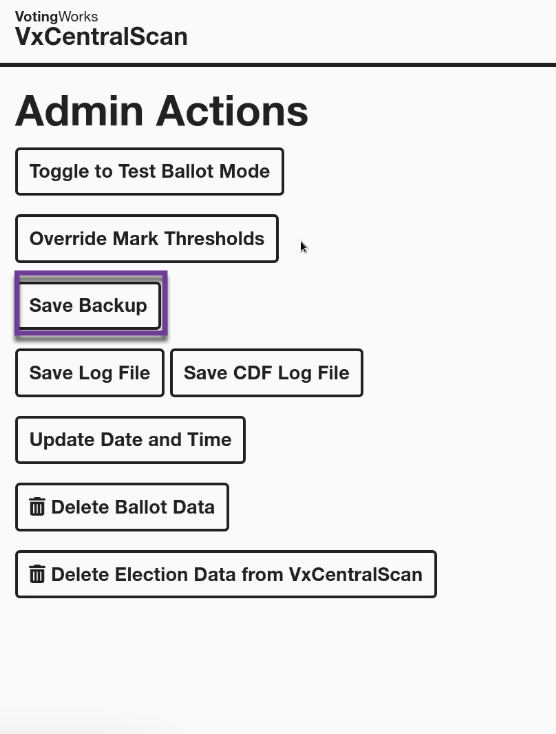 VotingWorks
VxCentralScan
Admin Actions
Toggle to Test Ballot Mode
Override Mark Thresholds
Save Backup
Save Log File Save CDF Log File
Update Date and Time
Delete Ballot Data
Delete Election Data from VxCentralScan